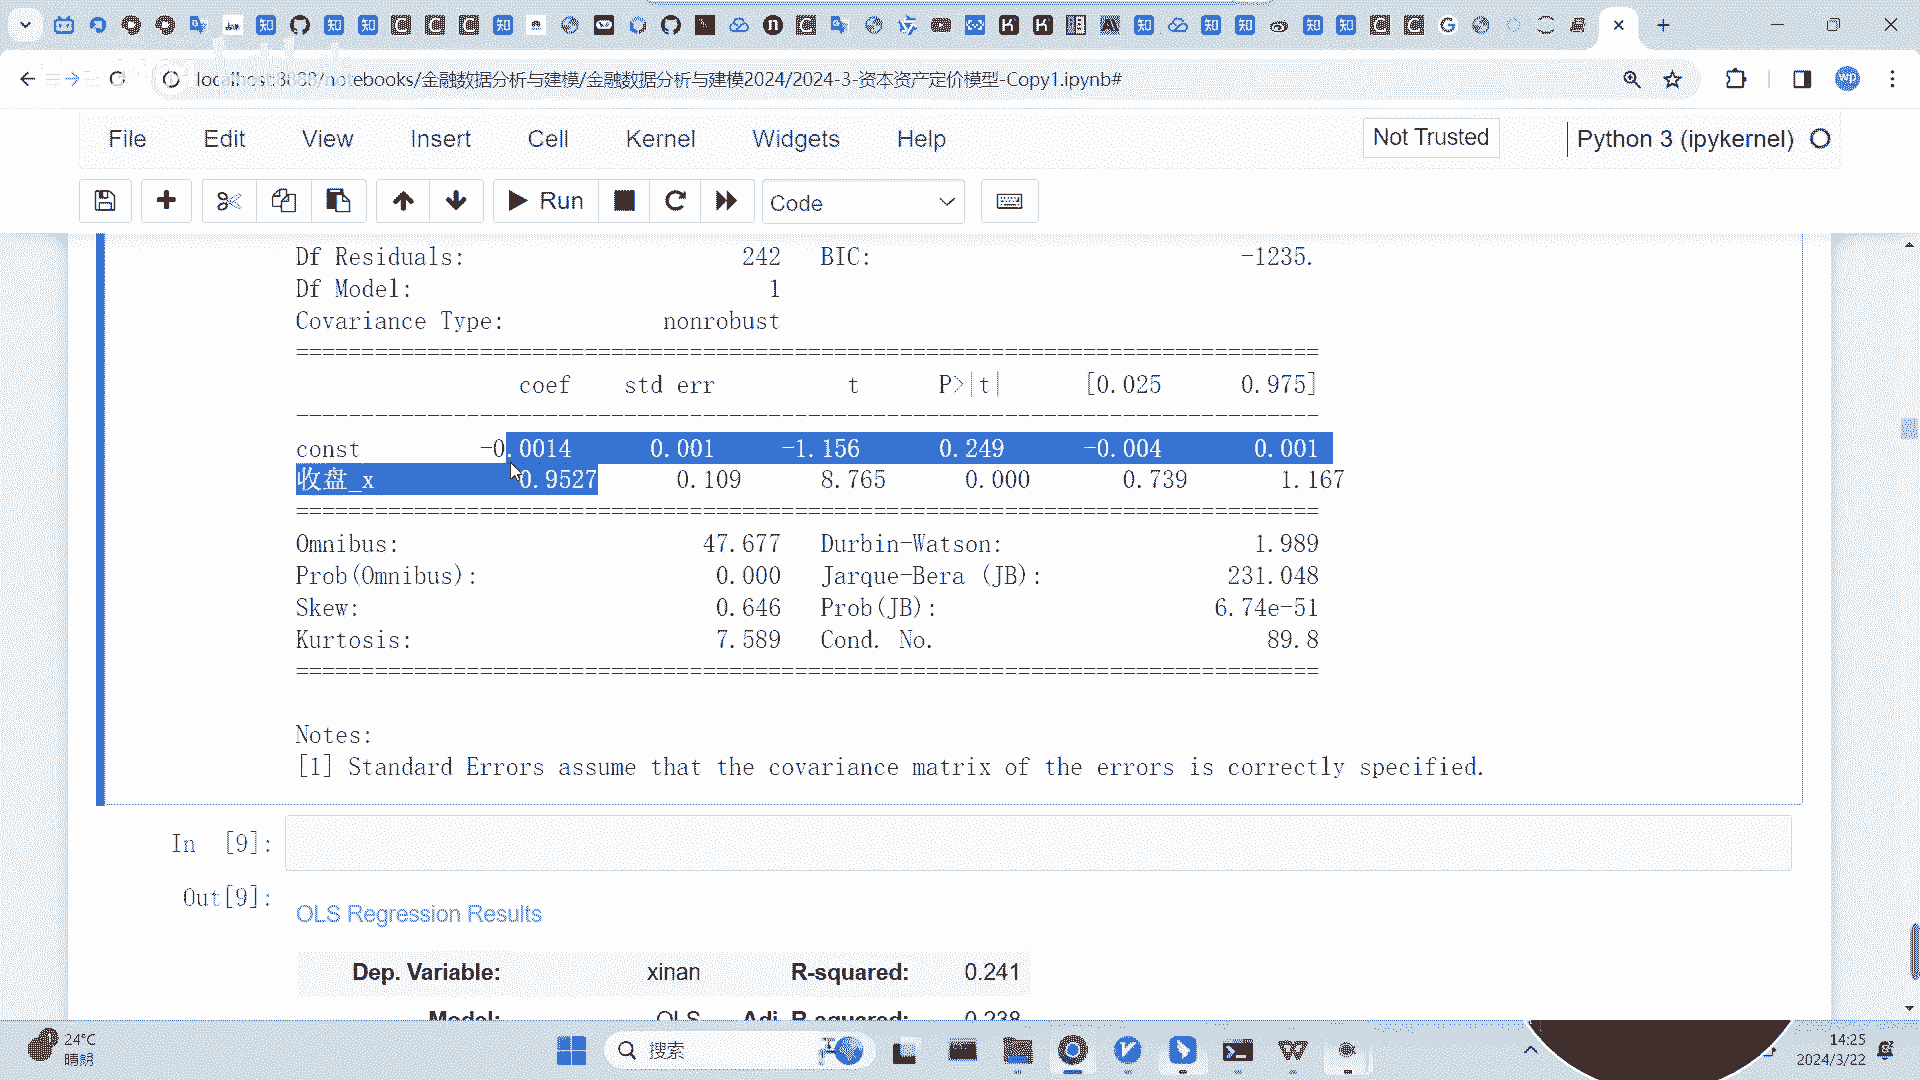 localhost:8888/notebooks/金融数据分析与建模/金融数据分析与建模2024/2024-3-资本资产定价模型-Copy1.ipynb#
File Edit View Insert Cell Kernel Widgets Help Not Trusted Python 3 (ipykernel)
Run Code
Df Residuals: 242 BIC: -1235.
Df Model: 1
Covariance Type: nonrobust
==============================================================================
coef std err t P>|t| [0.025 0.975]
------------------------------------------------------------------------------
const -0.0014 0.001 -1.156 0.249 -0.004 0.001
收盘_x 0.9527 0.109 8.765 0.000 0.739 1.167
==============================================================================
Omnibus: 47.677 Durbin-Watson: 1.989
Prob(Omnibus): 0.000 Jarque-Bera (JB): 231.048
Skew: 0.646 Prob(JB): 6.74e-51
Kurtosis: 7.589 Cond. No. 89.8
==============================================================================
Notes:
[1] Standard Errors assume that the covariance matrix of the errors is correctly specified.
In [9]:
Out[9]:
OLS Regression Results
Dep. Variable: xinan R-squared: 0.241
Model: OLS Adj. R-squared: 0.238
24°C
晴朗
搜索
14:25
2024/3/22